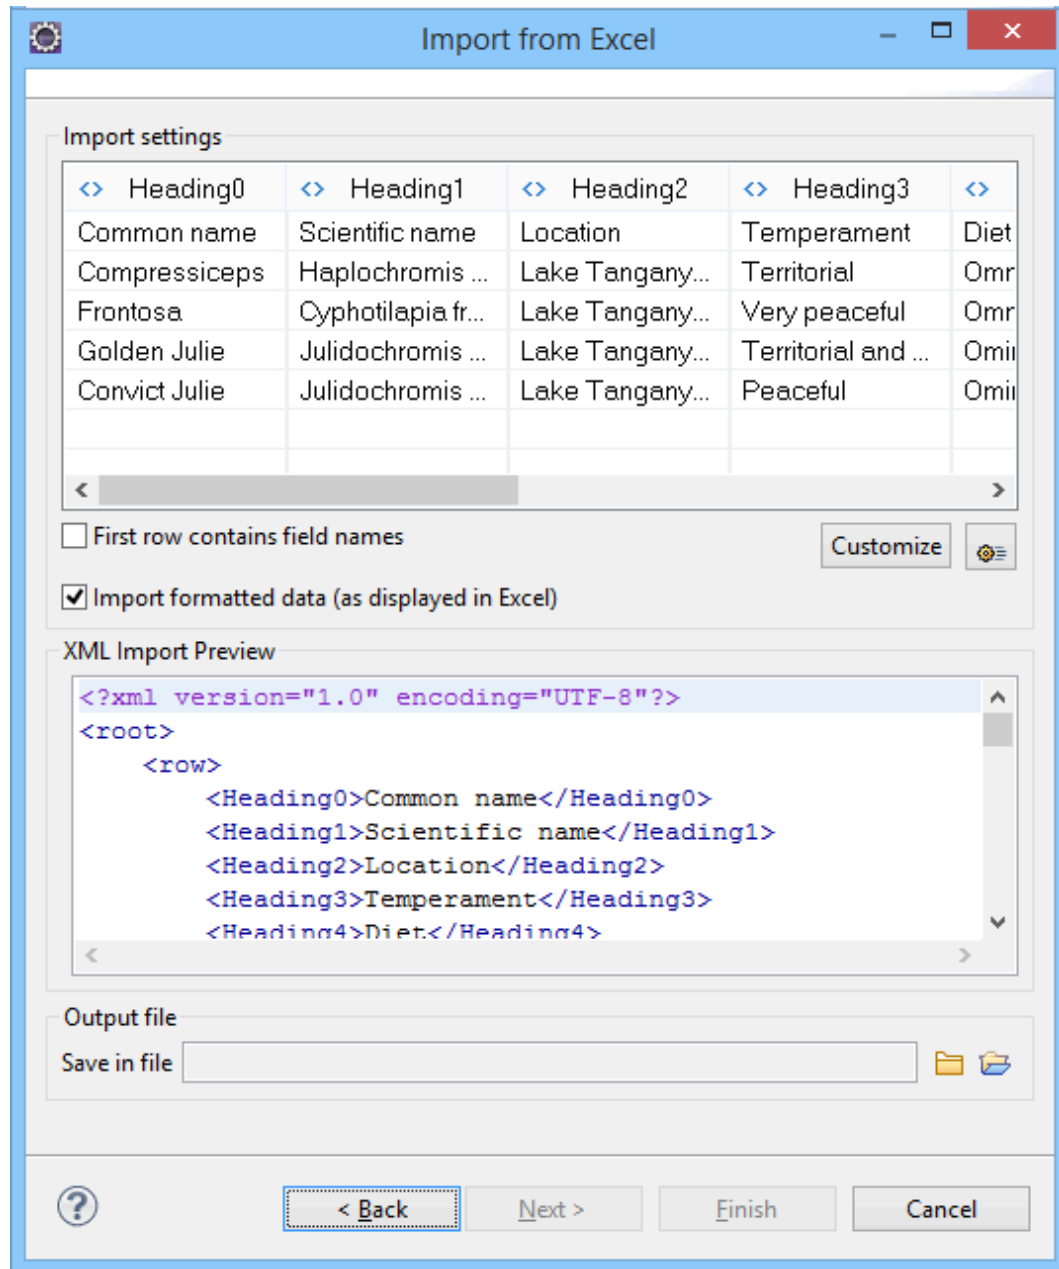 Import from Excel
Import settings
<> Heading0 <> Heading1 <> Heading2 <> Heading3 <>
Common name Scientific name Location Temperament Diet
Compressiceps Haplochromis ... Lake Tangany... Territorial
Frontosa Cyphotilapia fr... Lake Tangany... Very peaceful
Golden Julie Julidochromis ... Lake Tangany... Territorial and ...
Convict Julie Julidochromis ... Lake Tangany... Peaceful
First row contains field names
Customize
Import formatted data (as displayed in Excel)
XML Import Preview
<?xml version="1.0" encoding="UTF-8"?>
<root>
<row>
<Heading0>Common name</Heading0>
<Heading1>Scientific name</Heading1>
<Heading2>Location</Heading2>
<Heading3>Temperament</Heading3>
<Heading4>Diet</Heading4>
Output file
Save in file
? < Back Next > Finish Cancel